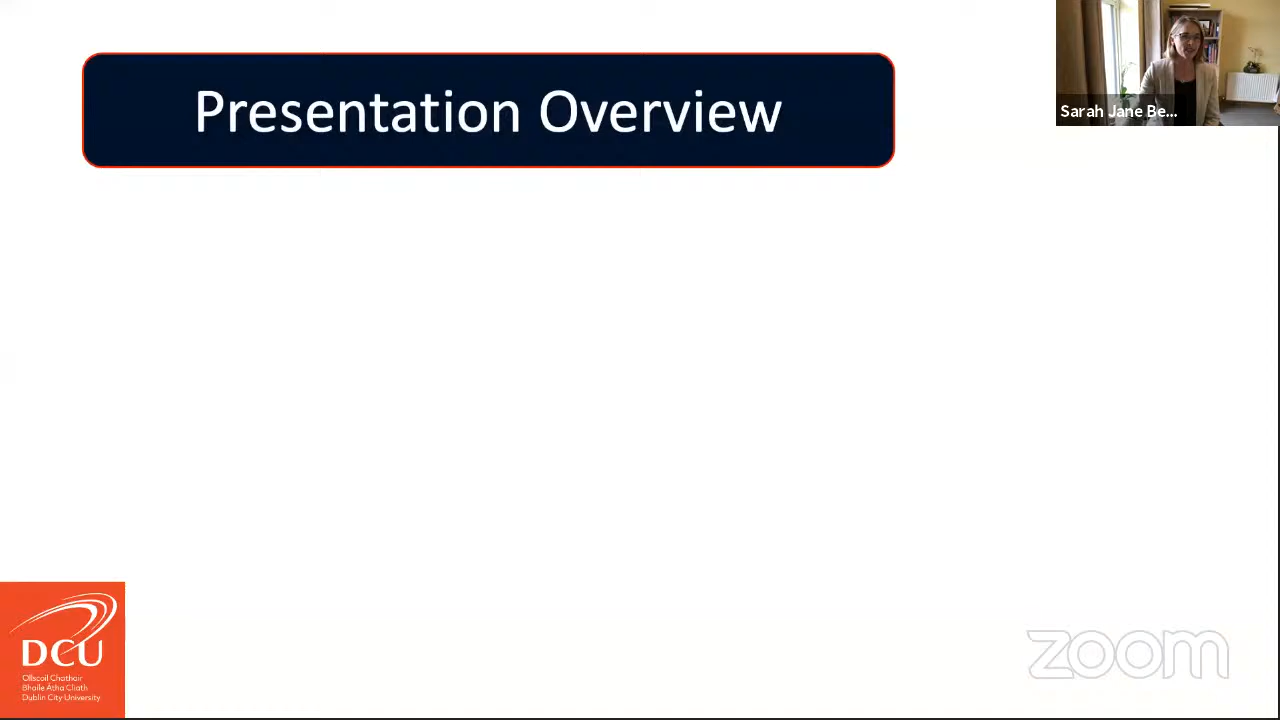 Presentation Overview
Sarah Jane Be...
DCU
Ollscoil Chathair
Bhaile Átha Cliath
Dublin City University
zoom